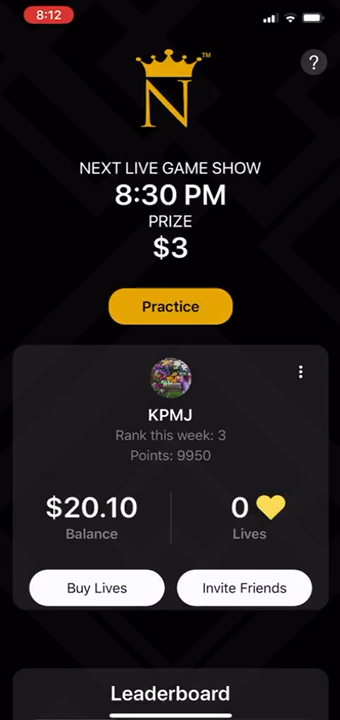 8:12
N™
?
NEXT LIVE GAME SHOW
8:30 PM
PRIZE
$3
Practice
KPMJ
Rank this week: 3
Points: 9950
$20.10
Balance
0
Lives
Buy Lives
Invite Friends
Leaderboard